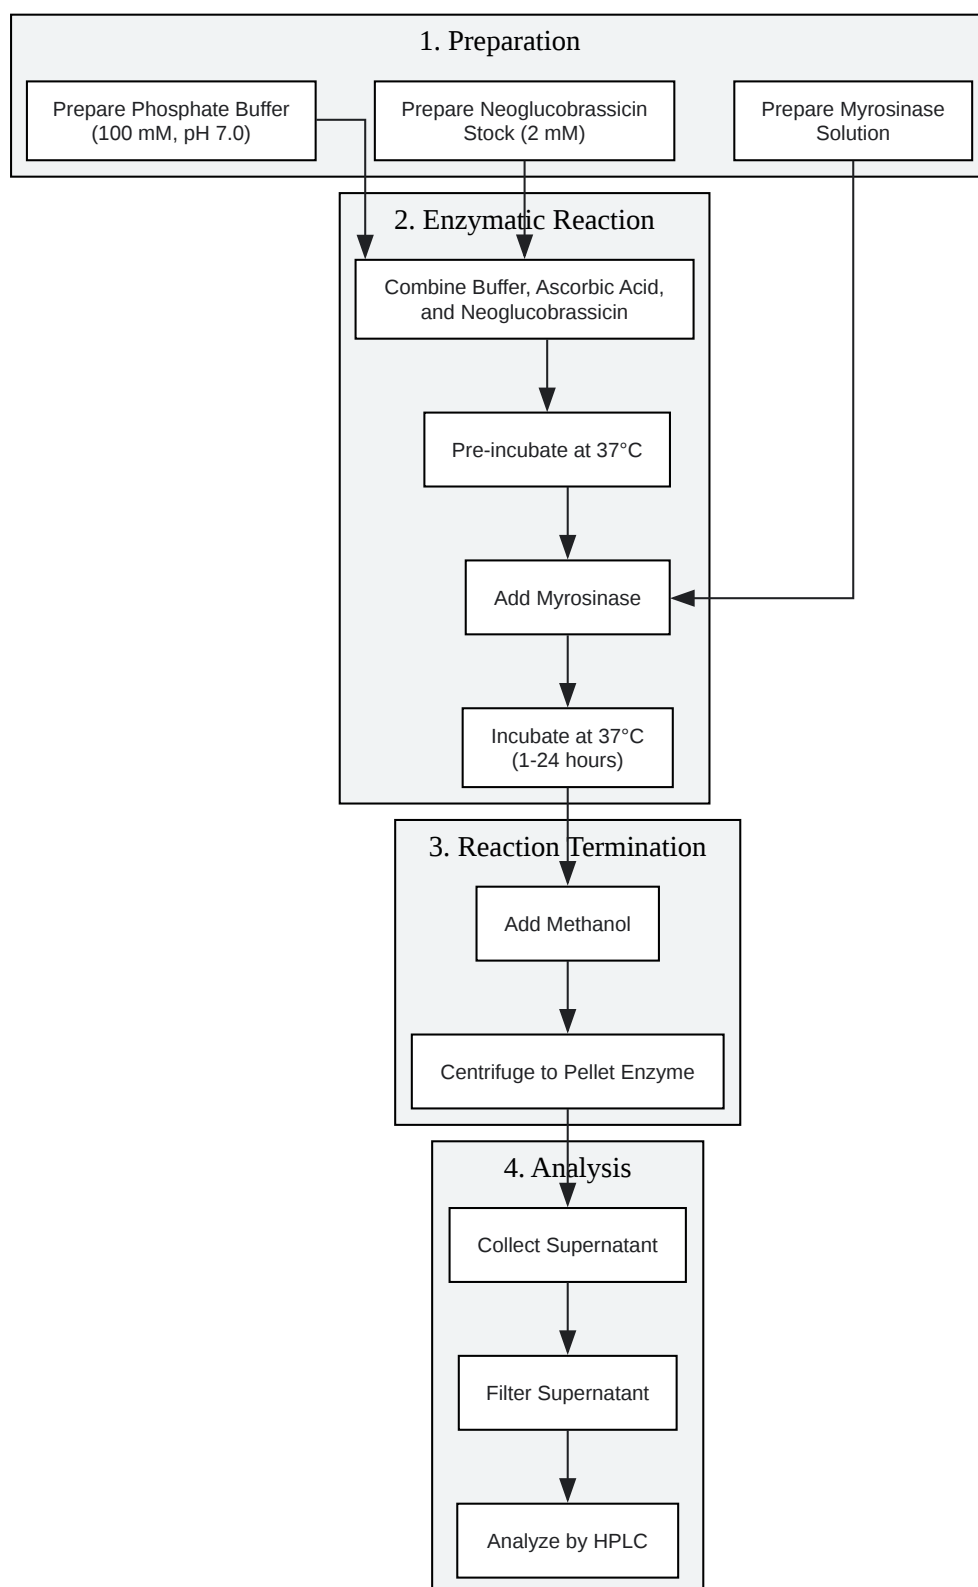 1. Preparation
Prepare Phosphate Buffer
(100 mM, pH 7.0)
Prepare Neoglucobrassicin
Stock (2 mM)
Prepare Myrosinase
Solution
2. Enzymatic Reaction
Combine Buffer, Ascorbic Acid,
and Neoglucobrassicin
Pre-incubate at 37°C
Add Myrosinase
Incubate at 37°C
(1-24 hours)
3. Reaction Termination
Add Methanol
Centrifuge to Pellet Enzyme
4. Analysis
Collect Supernatant
Filter Supernatant
Analyze by HPLC